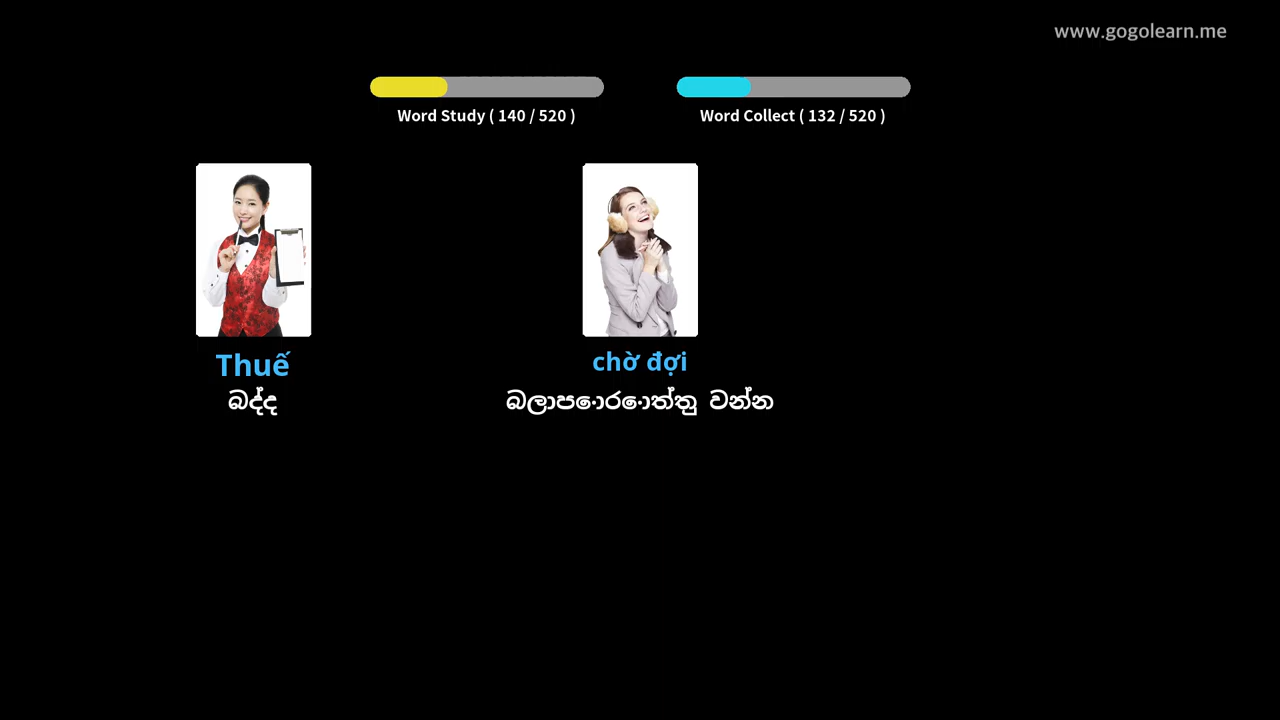 www.gogolearn.me
Word Study ( 140 / 520 )
Word Collect ( 132 / 520 )
Thuế
බද්ද
chờ đợi
බලාපොරොත්තු වන්න